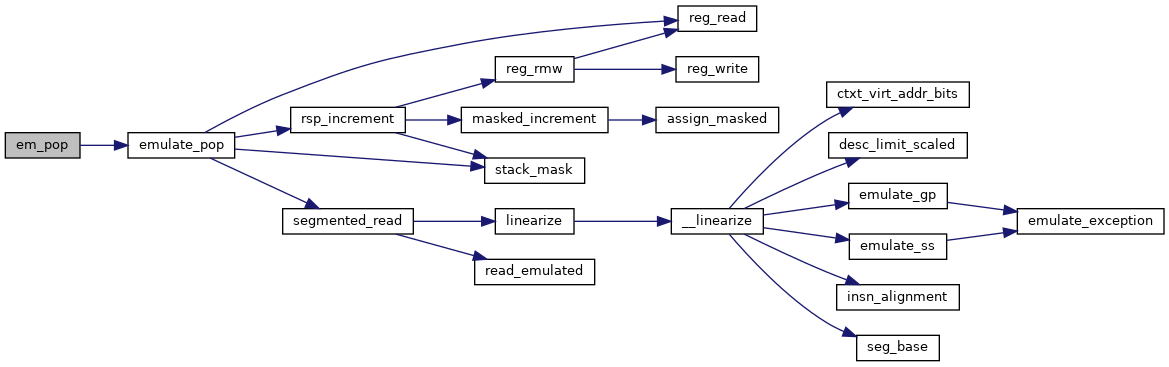 em_pop
emulate_pop
reg_read
reg_rmw
reg_write
rsp_increment
masked_increment
assign_masked
stack_mask
segmented_read
linearize
read_emulated
__linearize
ctxt_virt_addr_bits
desc_limit_scaled
emulate_gp
emulate_exception
emulate_ss
insn_alignment
seg_base